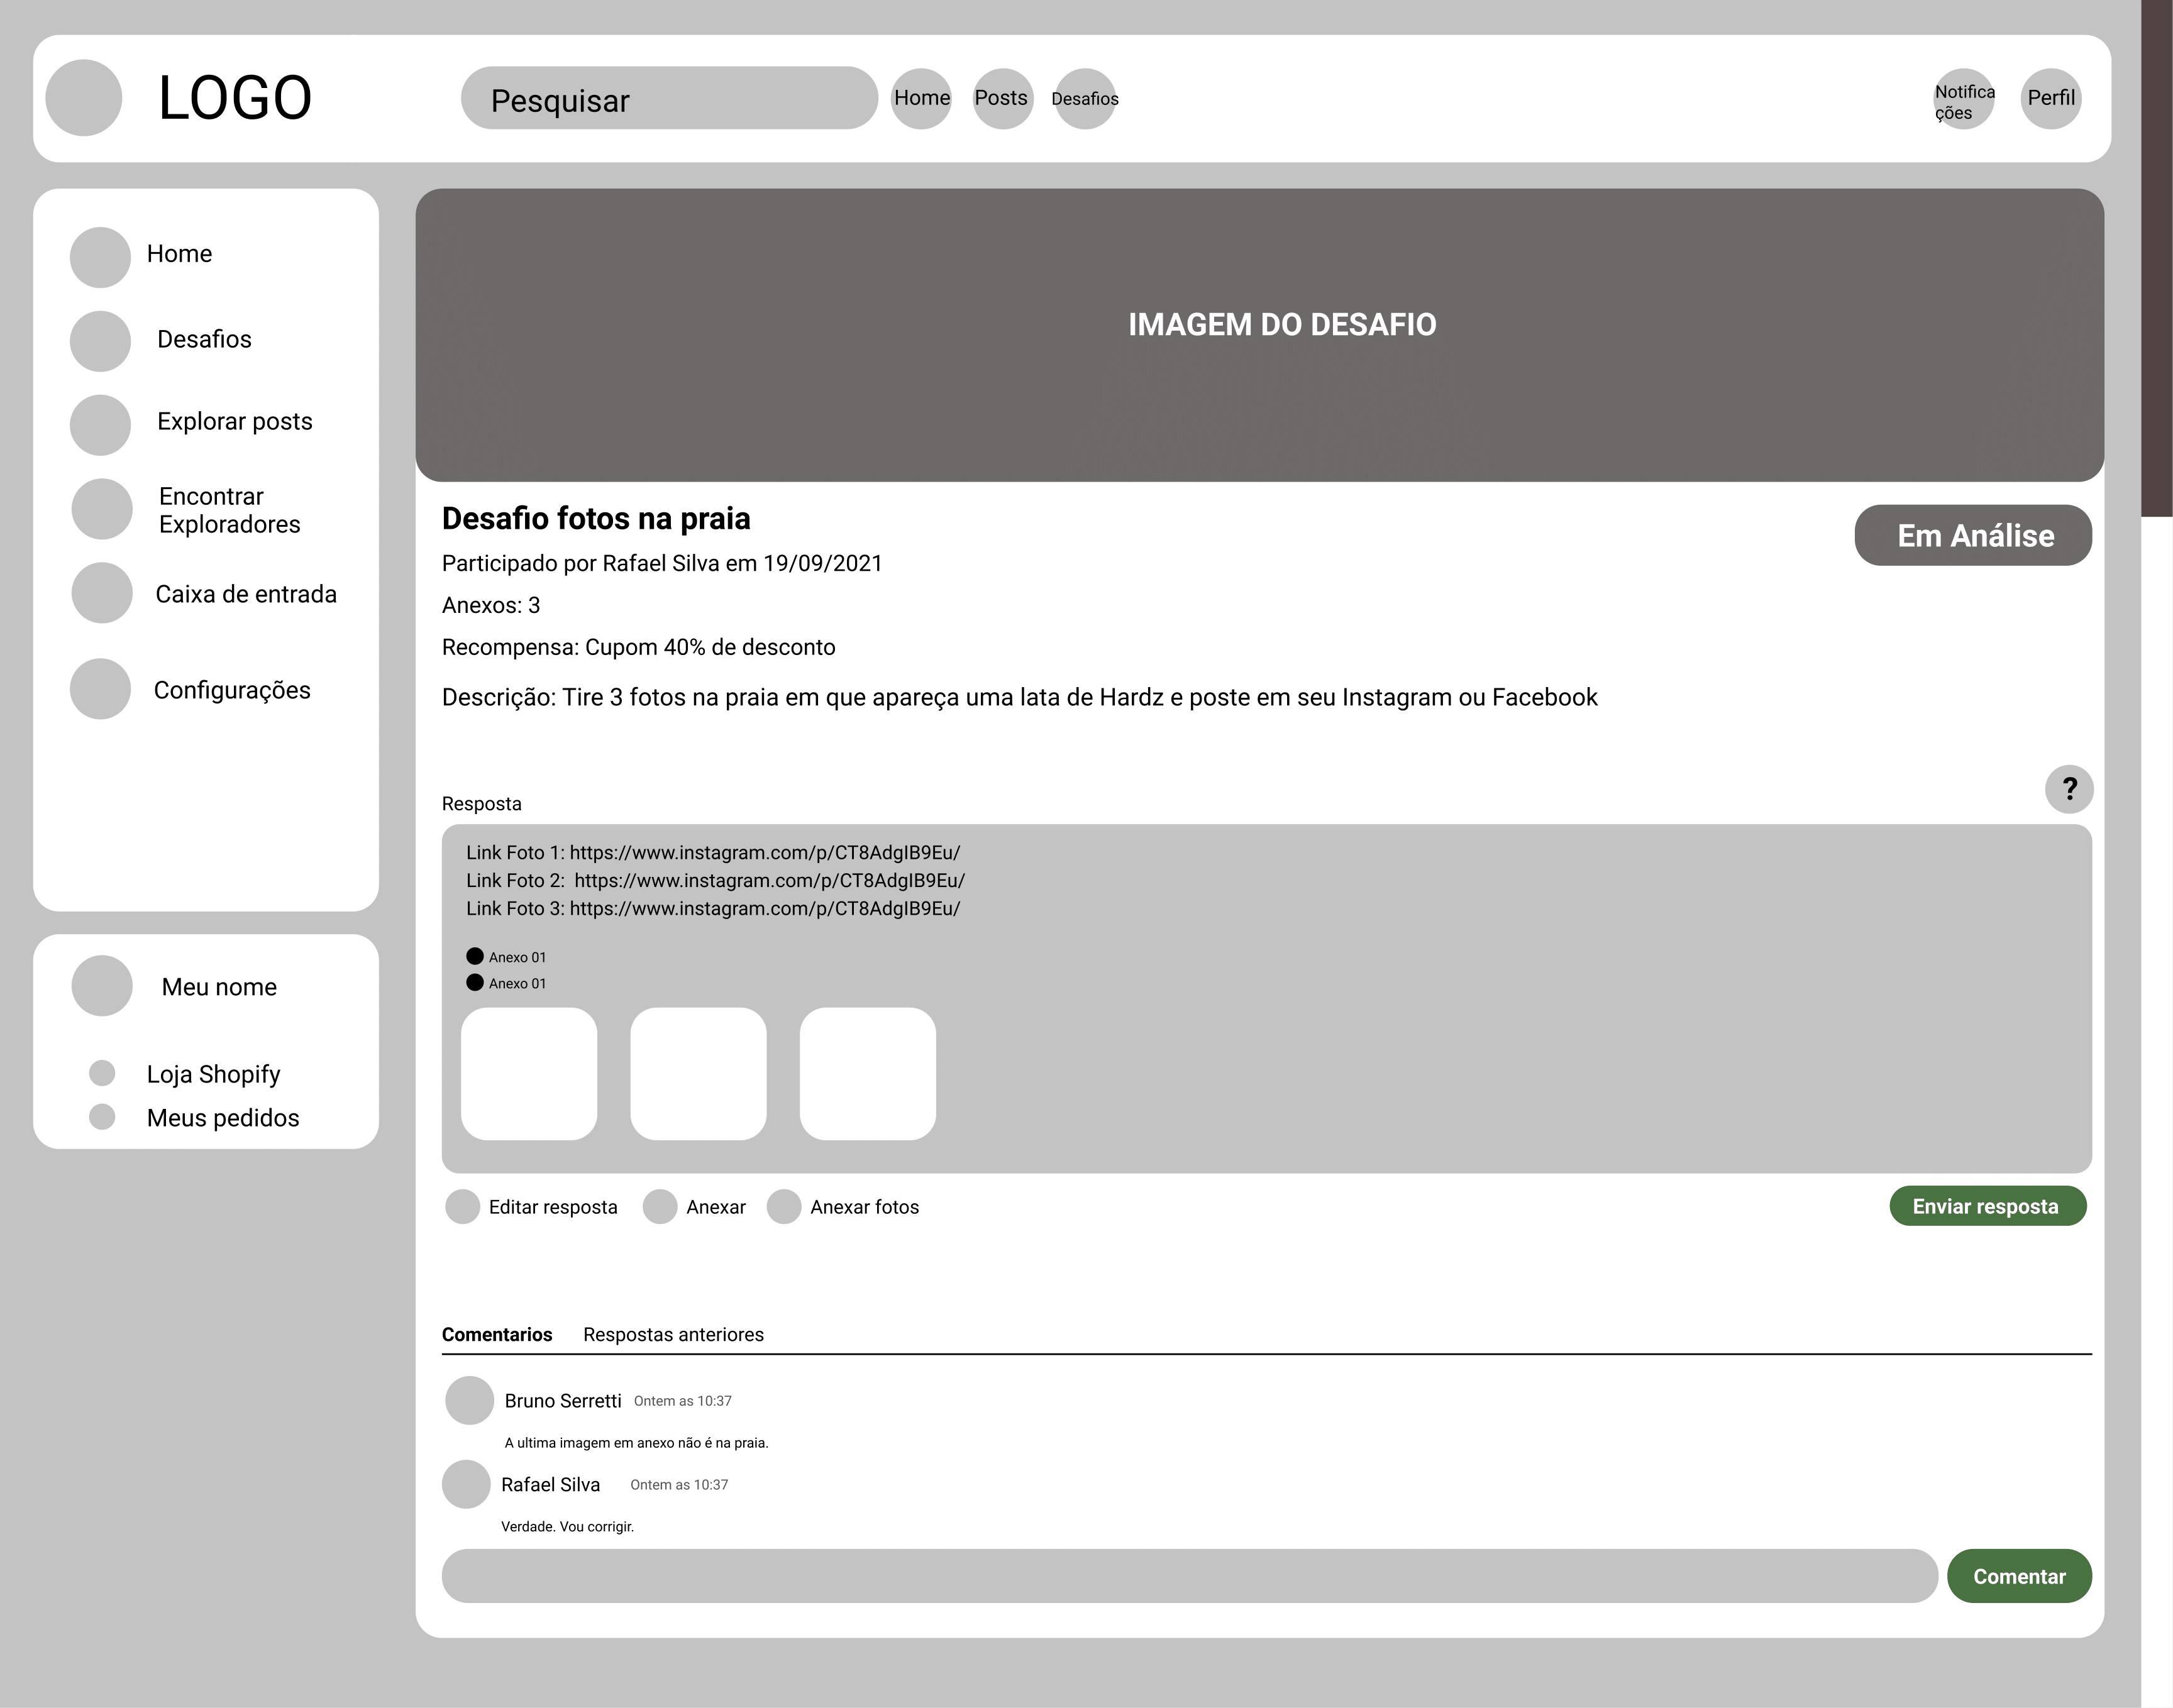 LOGO
Pesquisar
Home
Posts
Desafios
Notifica
ções
Perfil
Home
Desafios
Explorar posts
Encontrar
Exploradores
Caixa de entrada
Configurações
Meu nome
Loja Shopify
Meus pedidos
IMAGEM DO DESAFIO
Desafio fotos na praia
Em Análise
Participado por Rafael Silva em 19/09/2021
Anexos: 3
Recompensa: Cupom 40% de desconto
Descrição: Tire 3 fotos na praia em que apareça uma lata de Hardz e poste em seu Instagram ou Facebook
?
Resposta
Link Foto 1: https://www.instagram.com/p/CT8AdgIB9Eu/
Link Foto 2:  https://www.instagram.com/p/CT8AdgIB9Eu/
Link Foto 3: https://www.instagram.com/p/CT8AdgIB9Eu/
Anexo 01
Anexo 01
Editar resposta
Anexar
Anexar fotos
Enviar resposta
Comentarios
Respostas anteriores
Bruno Serretti
Ontem as 10:37
A ultima imagem em anexo não é na praia.
Rafael Silva
Ontem as 10:37
Verdade. Vou corrigir.
Comentar